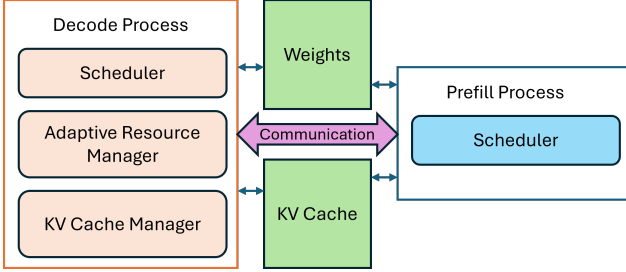 Decode Process
Scheduler
Adaptive Resource
Manager
KV Cache Manager
Weights
Communication
KV Cache
Prefill Process
Scheduler